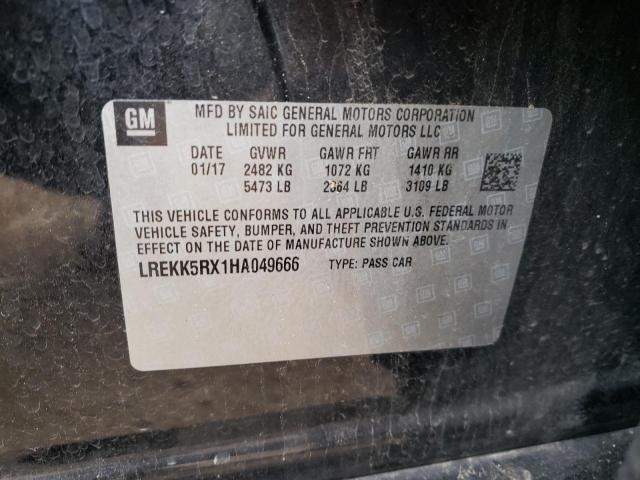 GM
MFD BY SAIC GENERAL MOTORS CORPORATION
LIMITED FOR GENERAL MOTORS LLC
DATE GVWR GAWR FRT GAWR RR
01/17 2482 KG 1072 KG 1410 KG
5473 LB 2364 LB 3109 LB
THIS VEHICLE CONFORMS TO ALL APPLICABLE U.S. FEDERAL MOTOR
VEHICLE SAFETY, BUMPER, AND THEFT PREVENTION STANDARDS IN
EFFECT ON THE DATE OF MANUFACTURE SHOWN ABOVE.
LREKK5RX1HA049666 TYPE: PASS CAR